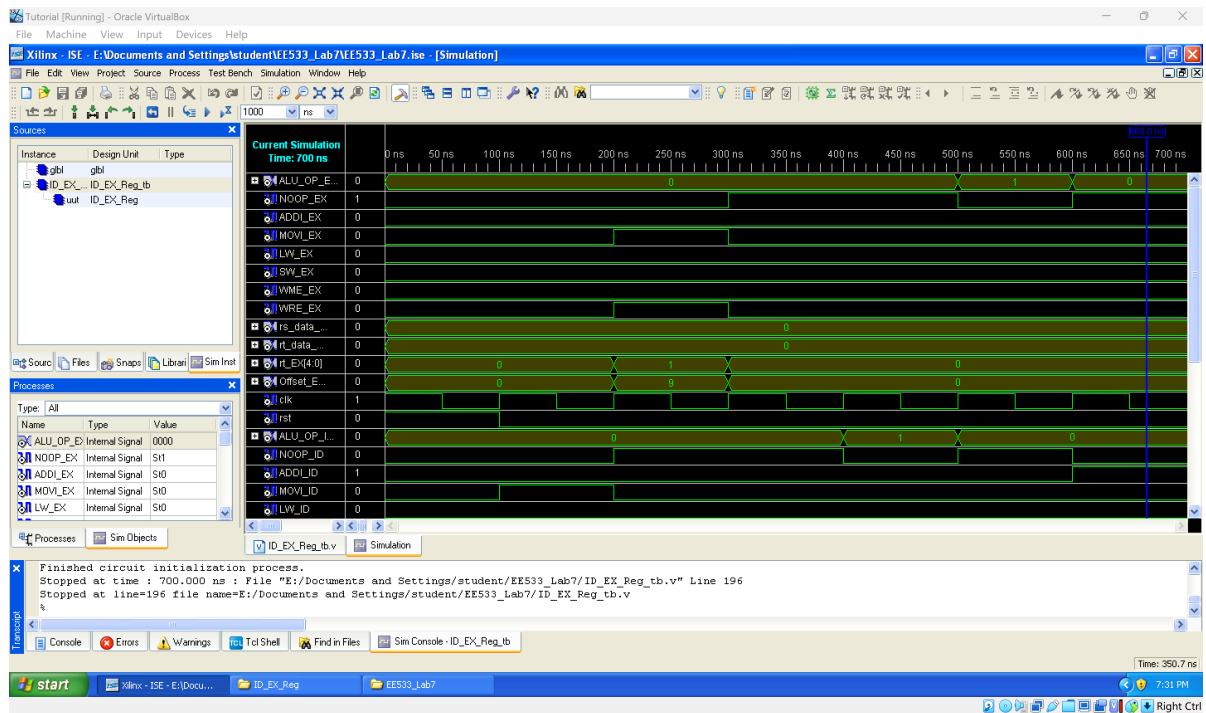 Tutorial [Running] - Oracle VirtualBox
File Machine View Input Devices Help
Xilinx - ISE - E:\Documents and Settings\student\EE533_Lab7\EE533_Lab7.ise - [Simulation]
File Edit View Project Source Process Test Bench Simulation Window Help
1000 ns
Sources
Instance Design Unit Type
glbl glbl
ID_EX_... ID_EX_Reg_tb
uut ID_EX_Reg
Sourc Files Snaps Librari Sim Inst
Processes
Type: All
Name Type Value
ALU_OP_E> Internal Signal 0000
NOOP_EX Internal Signal St1
ADDI_EX Internal Signal St0
MOVI_EX Internal Signal St0
LW_EX Internal Signal St0
Processes Sim Objects
Current Simulation
Time: 700 ns
0 ns 50 ns 100 ns 150 ns 200 ns 250 ns 300 ns 350 ns 400 ns 450 ns 500 ns 550 ns 600 ns 650 ns 700 ns
ALU_OP_E... 0 0 1 0
NOOP_EX 1
ADDI_EX 0
MOVI_EX 0
LW_EX 0
SW_EX 0
WME_EX 0
WRE_EX 0
rs_data_... 0 0
rt_data_... 0 0
rt_EX[4:0] 0 0 1 0
Offset_E... 0 0 9 0
clk 1
rst 0
ALU_OP_I... 0 0 1 0
NOOP_ID 0
ADDI_ID 1
MOVI_ID 0
LW_ID 0
ID_EX_Reg_tb.v Simulation
Finished circuit initialization process.
Stopped at time : 700.000 ns : File "E:/Documents and Settings/student/EE533_Lab7/ID_EX_Reg_tb.v" Line 196
Stopped at line=196 file name=E:/Documents and Settings/student/EE533_Lab7/ID_EX_Reg_tb.v
%
Transcript
Console Errors Warnings Tcl Shell Find in Files Sim Console - ID_EX_Reg_tb
Time: 350.7 ns
start Xilinx - ISE - E:\Docu... ID_EX_Reg EE533_Lab7 7:31 PM
Right Ctrl